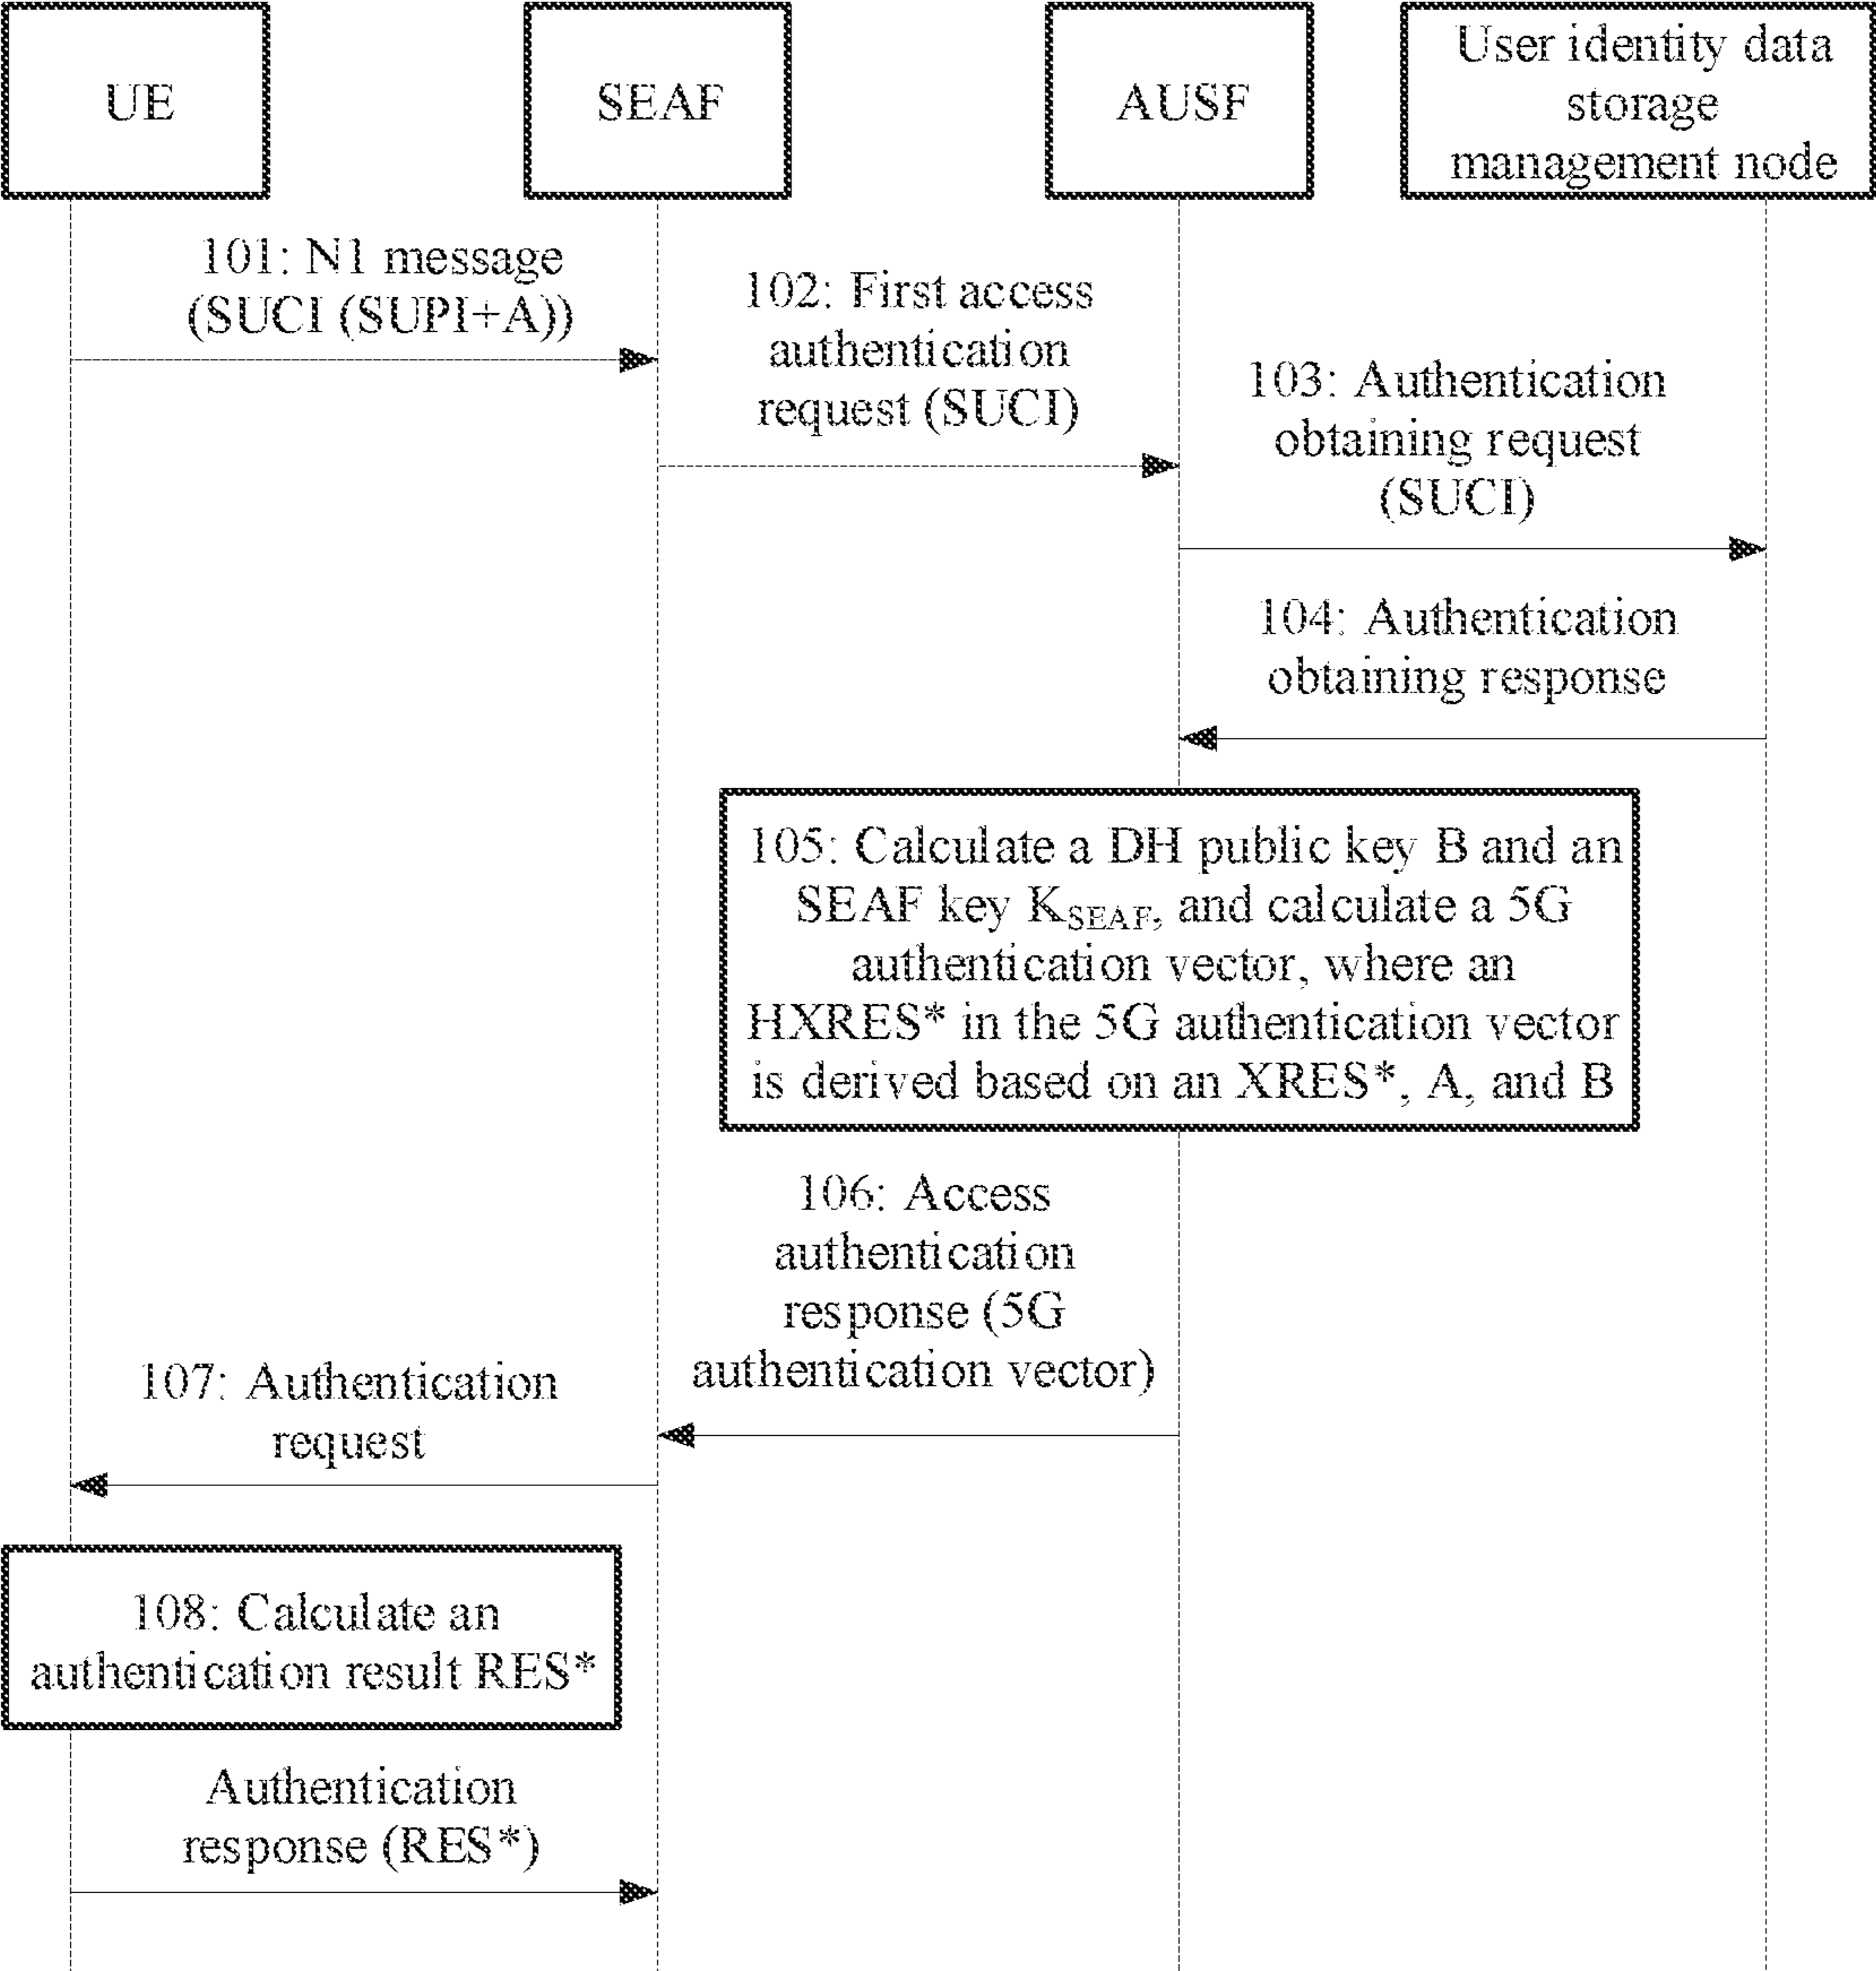 UE
SEAF
AUSF
User identity data
storage
management node
101: N1 message
(SUCI (SUPI+A))
102: First access
authentication
request (SUCI)
103: Authentication
obtaining request
(SUCI)
104: Authentication
obtaining response
105: Calculate a DH public key B and an
SEAF key K_SEAF, and calculate a 5G
authentication vector, where an
HXRES* in the 5G authentication vector
is derived based on an XRES*, A, and B
106: Access
authentication
response (5G
authentication vector)
107: Authentication
request
108: Calculate an
authentication result RES*
Authentication
response (RES*)